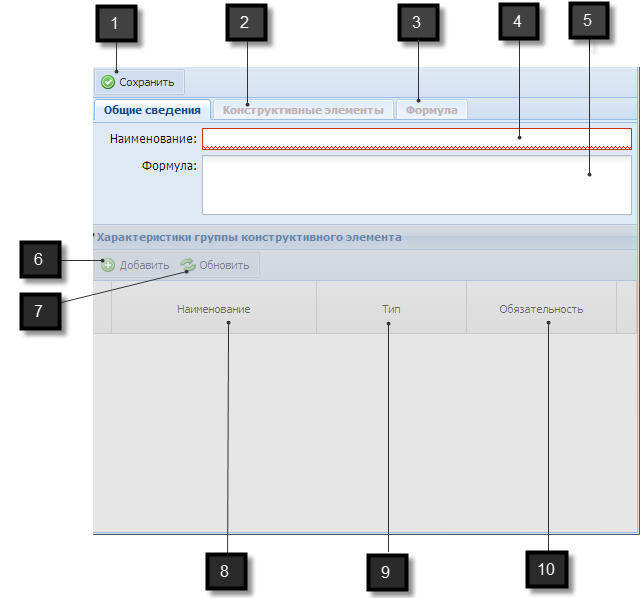 1 2 3 4 5
Сохранить
Общие сведения Конструктивные элементы Формула
Наименование:
Формула:
Характеристики группы конструктивного элемента
6 Добавить Обновить
7
Наименование Тип Обязательность
8 9 10